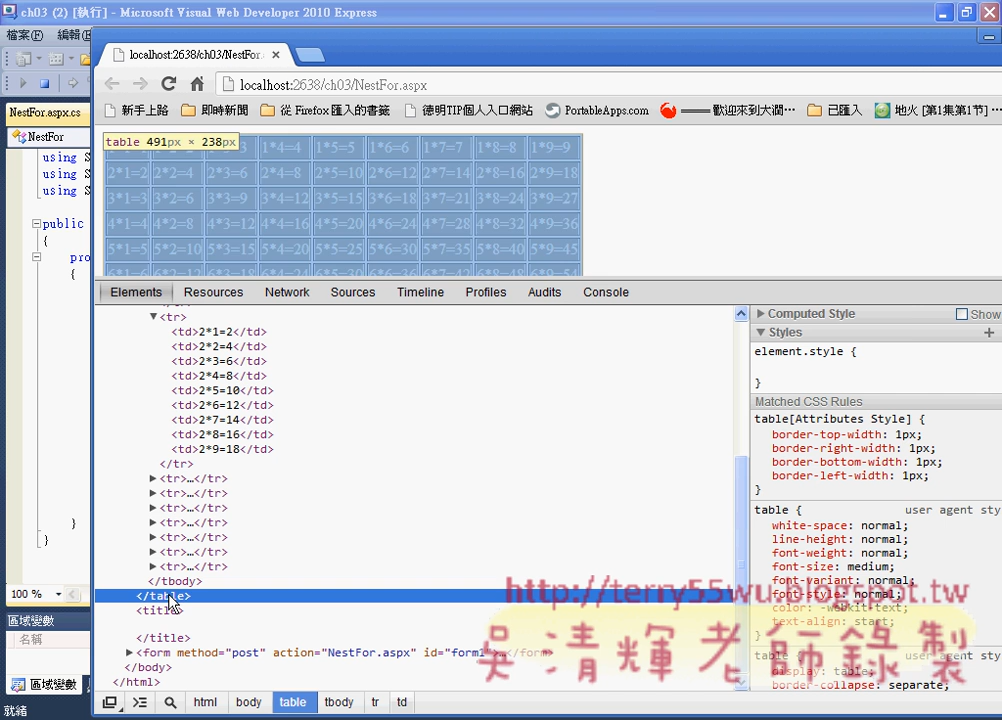 ch03 (2) [執行] - Microsoft Visual Web Developer 2010 Express
檔案(F) 編輯(E)
localhost:2638/ch03/NestFor.
localhost:2638/ch03/NestFor.aspx
新手上路 即時新聞 從 Firefox 匯入的書籤 德明TIP個人入口網站 PortableApps.com 歡迎來到大潤… 已匯入 地火 [第1集第1節]
NestFor.aspx.cs
NestFor
table 491px × 238px
1*4=4 1*5=5 1*6=6 1*7=7 1*8=8 1*9=9
2*1=2 2*2=4 2*3=6 2*4=8 2*5=10 2*6=12 2*7=14 2*8=16 2*9=18
3*1=3 3*2=6 3*3=9 3*4=12 3*5=15 3*6=18 3*7=21 3*8=24 3*9=27
4*1=4 4*2=8 4*3=12 4*4=16 4*5=20 4*6=24 4*7=28 4*8=32 4*9=36
5*1=5 5*2=10 5*3=15 5*4=20 5*5=25 5*6=30 5*7=35 5*8=40 5*9=45
using S
using S
using S
public
{
pro
{
}
}
Elements Resources Network Sources Timeline Profiles Audits Console
▼<tr>
<td>2*1=2</td>
<td>2*2=4</td>
<td>2*3=6</td>
<td>2*4=8</td>
<td>2*5=10</td>
<td>2*6=12</td>
<td>2*7=14</td>
<td>2*8=16</td>
<td>2*9=18</td>
</tr>
▶<tr>…</tr>
▶<tr>…</tr>
▶<tr>…</tr>
▶<tr>…</tr>
▶<tr>…</tr>
▶<tr>…</tr>
▶<tr>…</tr>
</tbody>
</table>
<title>
</title>
▶<form method="post" action="NestFor.aspx" id="form1">…</form>
</body>
</html>
▶ Computed Style Show
▼ Styles
element.style {
}
Matched CSS Rules
table[Attributes Style] {
border-top-width: 1px;
border-right-width: 1px;
border-bottom-width: 1px;
border-left-width: 1px;
}
table { user agent sty
white-space: normal;
line-height: normal;
font-weight: normal;
font-size: medium;
font-variant: normal;
font-style: normal;
color: -webkit-text;
text-align: start;
}
table { user agent sty
display: table;
border-collapse: separate;
http://terry55wu.blogspot.tw
吳清輝老師錄製
100 %
區域變數
名稱
區域變數
就緒
html body table tbody tr td